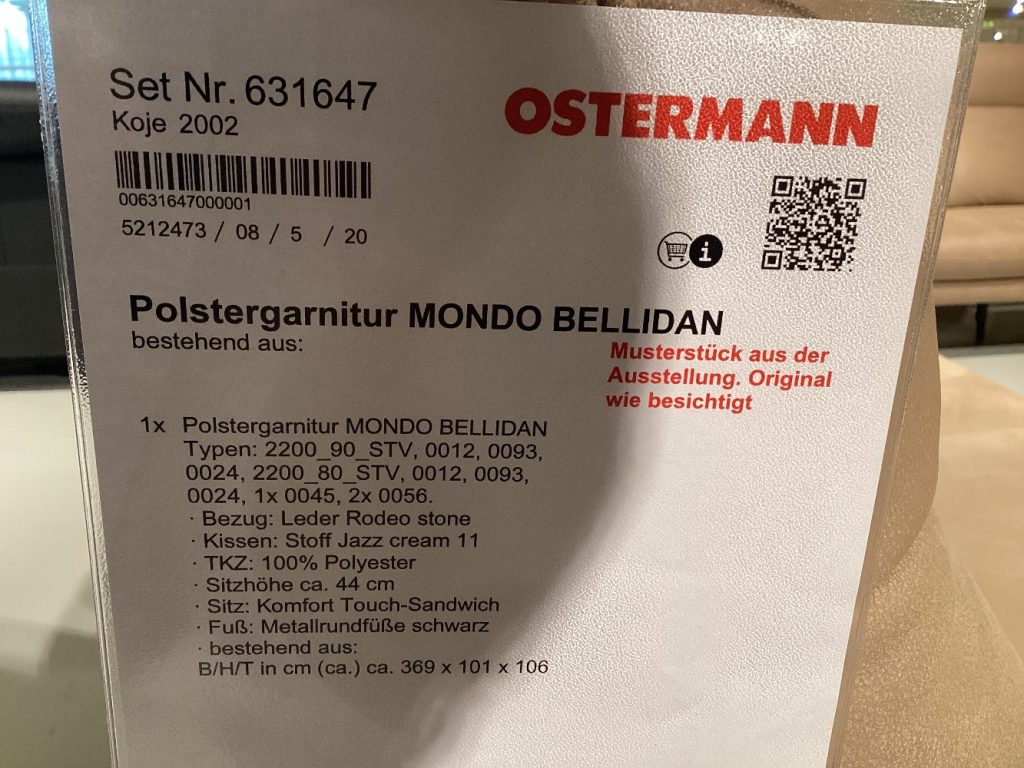 Set Nr. 631647
Koje 2002
OSTERMANN
00631647000001
5212473 / 08 / 5 / 20
i
Polstergarnitur MONDO BELLIDAN
bestehend aus:
Musterstück aus der
Ausstellung. Original
wie besichtigt
1x Polstergarnitur MONDO BELLIDAN
Typen: 2200_90_STV, 0012, 0093,
0024, 2200_80_STV, 0012, 0093,
0024, 1x 0045, 2x 0056.
· Bezug: Leder Rodeo stone
· Kissen: Stoff Jazz cream 11
· TKZ: 100% Polyester
· Sitzhöhe ca. 44 cm
· Sitz: Komfort Touch-Sandwich
· Fuß: Metallrundfüße schwarz
· bestehend aus:
B/H/T in cm (ca.) ca. 369 x 101 x 106